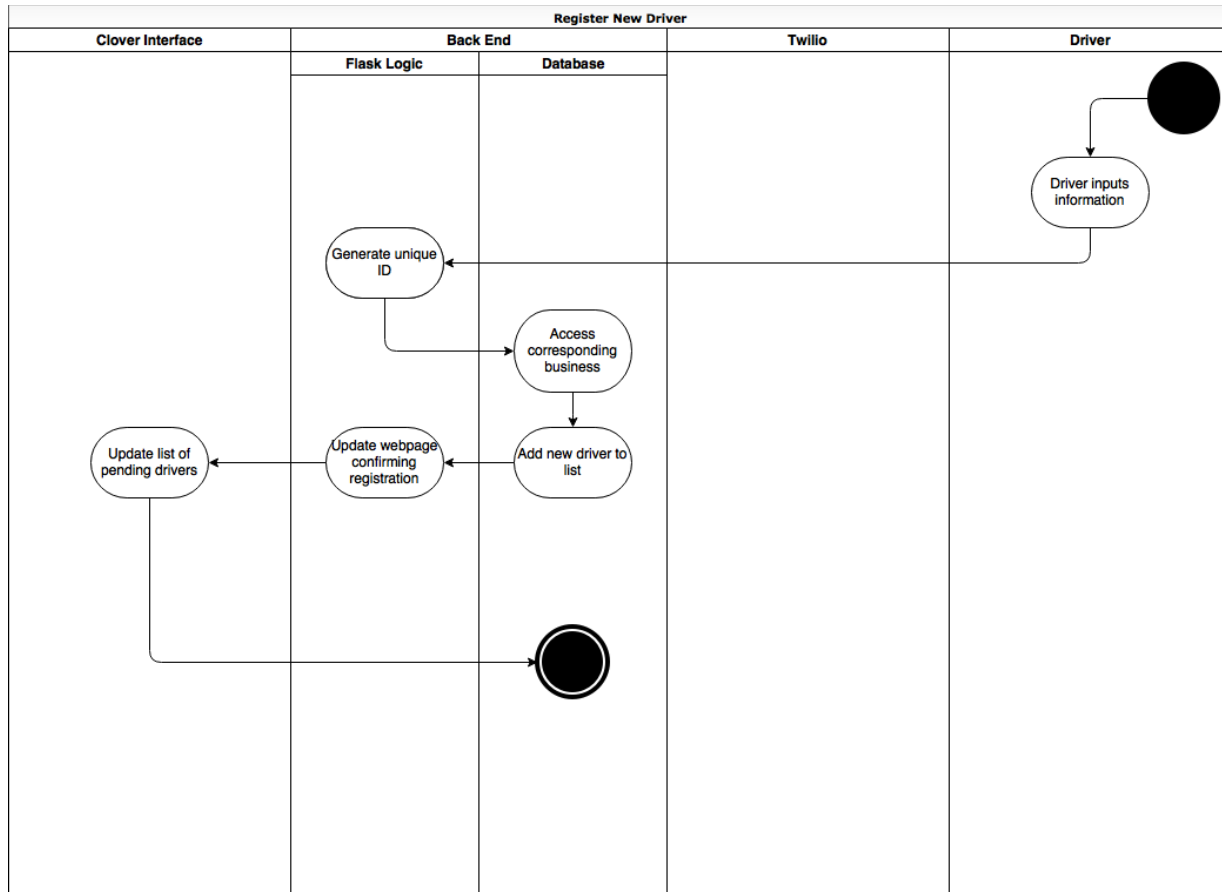 Register New Driver
Clover Interface
Back End
Twilio
Driver
Flask Logic
Database
Driver inputs
information
Generate unique
ID
Access
corresponding
business
Update list of
pending drivers
Update webpage
confirming
registration
Add new driver to
list